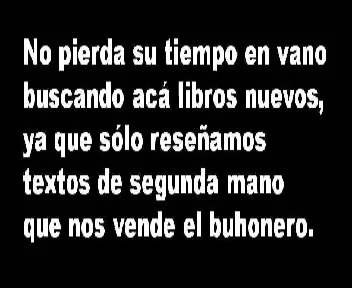 No pierda su tiempo en vano
buscando acá libros nuevos,
ya que sólo reseñamos
textos de segunda mano
que nos vende el buhonero.